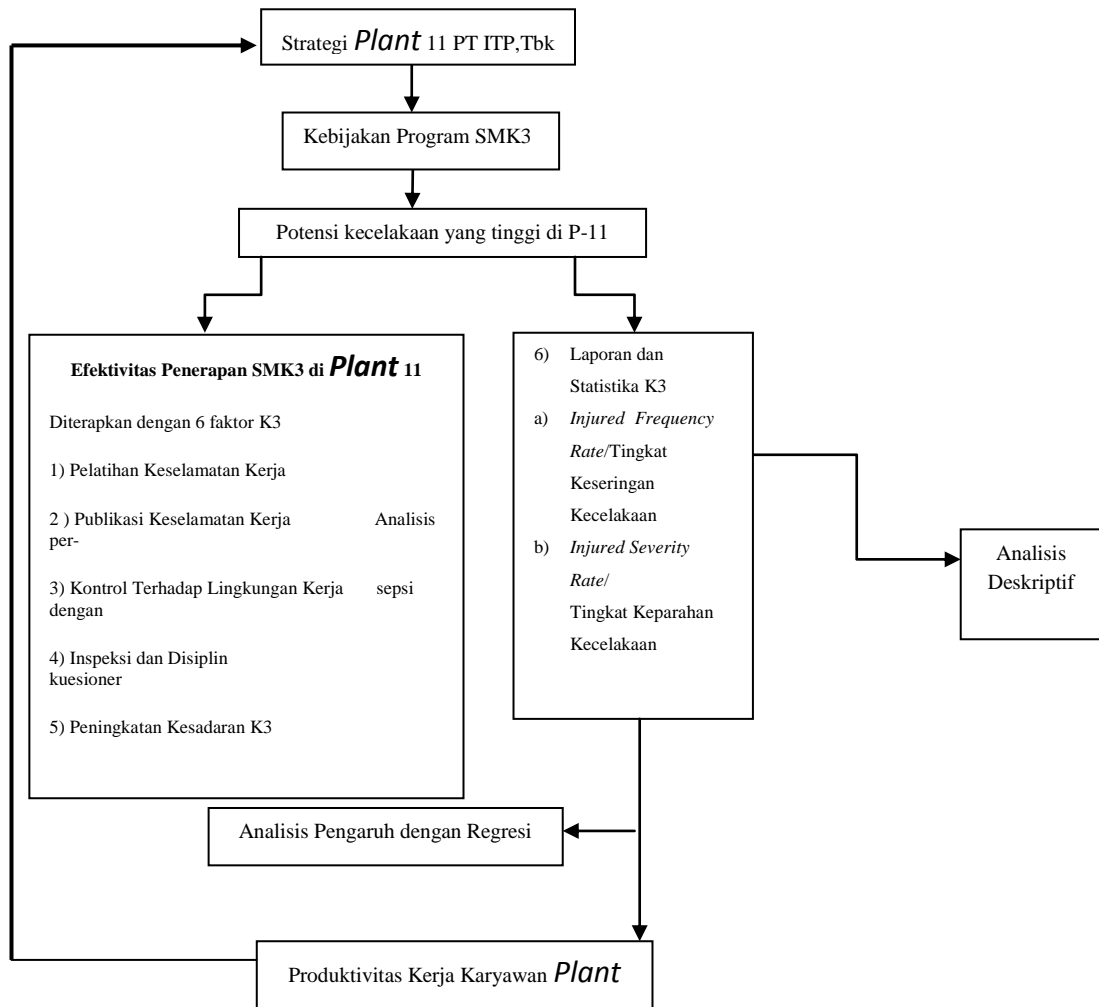 Strategi Plant 11 PT ITP,Tbk
Kebijakan Program SMK3
Potensi kecelakaan yang tinggi di P-11
Efektivitas Penerapan SMK3 di Plant 11
Diterapkan dengan 6 faktor K3
1) Pelatihan Keselamatan Kerja
2 ) Publikasi Keselamatan Kerja Analisis
per-
3) Kontrol Terhadap Lingkungan Kerja sepsi
dengan
4) Inspeksi dan Disiplin
kuesioner
5) Peningkatan Kesadaran K3
6) Laporan dan
Statistika K3
a) Injured Frequency
Rate/Tingkat
Keseringan
Kecelakaan
b) Injured Severity
Rate/
Tingkat Keparahan
Kecelakaan
Analisis
Deskriptif
Analisis Pengaruh dengan Regresi
Produktivitas Kerja Karyawan Plant